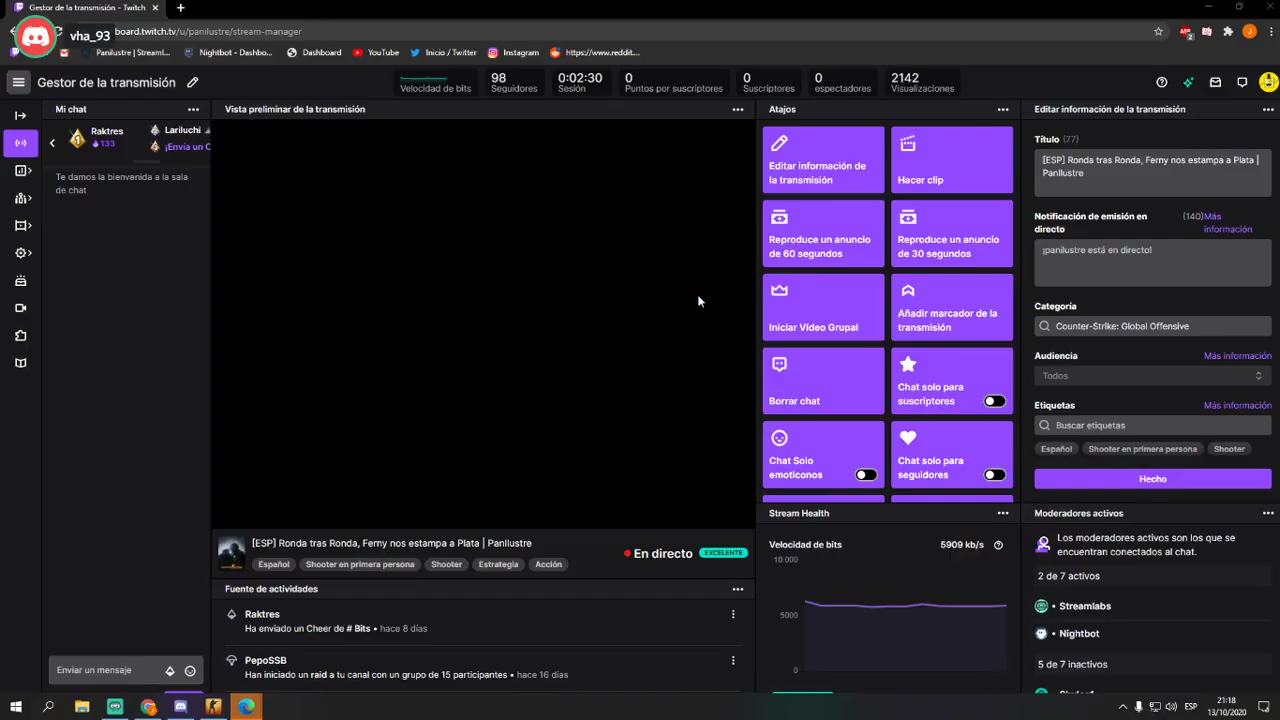 Gestor de la transmisión - Twitch
vha_93
board.twitch.tv/u/panilustre/stream-manager
Panilustre | Streaml...
Nightbot - Dashbo...
Dashboard
YouTube
Inicio / Twitter
Instagram
https://www.reddit...
Gestor de la transmisión
Velocidad de bits
98
Seguidores
0:02:30
Sesión
0
Puntos por suscriptores
0
Suscriptores
0
espectadores
2142
Visualizaciones
Mi chat
Raktres
133
Lariluchi
¡Envía un C
Te damos la bienvenida a la sala
de chat
Enviar un mensaje
Vista preliminar de la transmisión
[ESP] Ronda tras Ronda, Ferny nos estampa a Plata | PanIlustre
En directo
EXCELENTE
Español
Shooter en primera persona
Shooter
Estrategia
Acción
Fuente de actividades
Raktres
Ha enviado un Cheer de # Bits • hace 8 días
PepoSSB
Han iniciado un raid a tu canal con un grupo de 15 participantes • hace 16 días
Atajos
Editar información de
la transmisión
Hacer clip
Reproduce un anuncio
de 60 segundos
Reproduce un anuncio
de 30 segundos
Iniciar Vídeo Grupal
Añadir marcador de la
transmisión
Borrar chat
Chat solo para
suscriptores
Chat Solo
emoticonos
Chat solo para
seguidores
Stream Health
Velocidad de bits
5909 kb/s
10.000
5000
0
Editar información de la transmisión
Título (77)
[ESP] Ronda tras Ronda, Ferny nos estampa a Plata |
PanIlustre
Notificación de emisión en
directo
(140)Más
información
¡panilustre está en directo!
Categoría
Counter-Strike: Global Offensive
Audiencia
Más información
Todos
Etiquetas
Más información
Buscar etiquetas
Español
Shooter en primera persona
Shooter
Hecho
Moderadores activos
Los moderadores activos son los que se
encuentran conectados al chat.
2 de 7 activos
• Streamlabs
• Nightbot
5 de 7 inactivos
ESP
21:18
13/10/2020